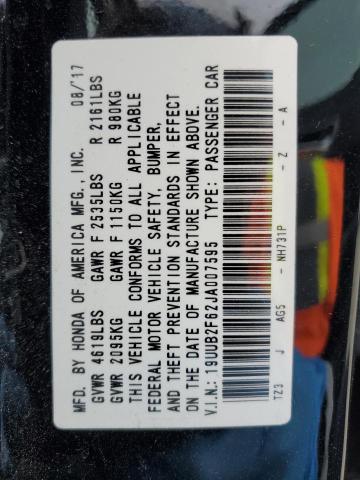 MFD. BY HONDA OF AMERICA MFG., INC. 08/'17
GVWR 4619LBS GAWR F 2535LBS R 2161LBS
GVWR 2095KG GAWR F 1150KG R 980KG
THIS VEHICLE CONFORMS TO ALL APPLICABLE
FEDERAL MOTOR VEHICLE SAFETY, BUMPER,
AND THEFT PREVENTION STANDARDS IN EFFECT
ON THE DATE OF MANUFACTURE SHOWN ABOVE.
V.I.N.: 19UUB2F62JA007595 TYPE: PASSENGER CAR
TZ3 J AG5 - NH731P - Z - A